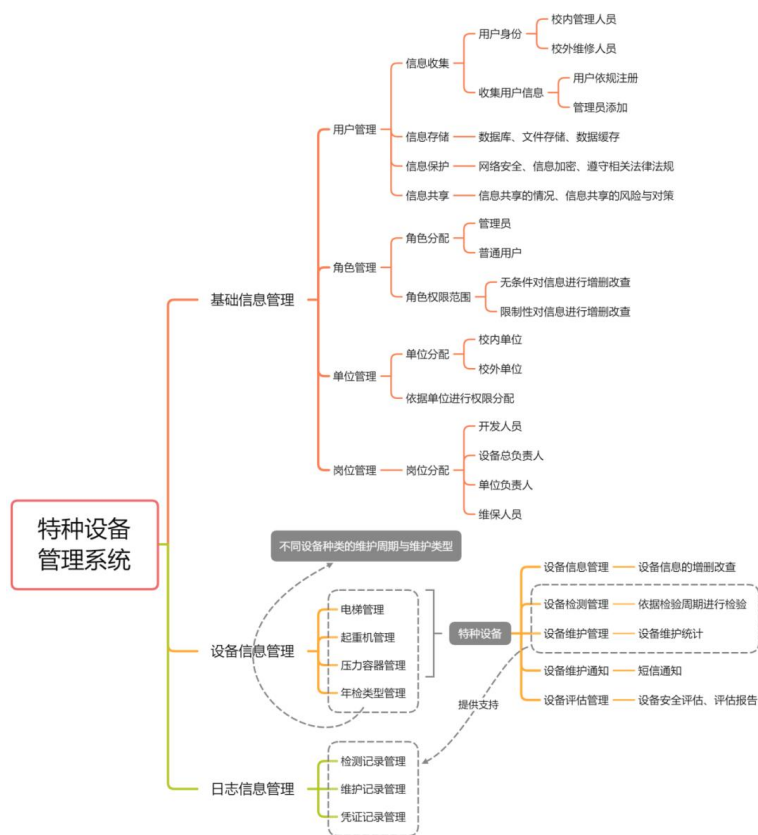 特种设备
管理系统
基础信息管理
用户管理
信息收集
用户身份
校内管理人员
校外维修人员
收集用户信息
用户依规注册
管理员添加
信息存储
数据库、文件存储、数据缓存
信息保护
网络安全、信息加密、遵守相关法律法规
信息共享
信息共享的情况、信息共享的风险与对策
角色管理
角色分配
管理员
普通用户
角色权限范围
无条件对信息进行增删改查
限制性对信息进行增删改查
单位管理
单位分配
校内单位
校外单位
依据单位进行权限分配
岗位管理
岗位分配
开发人员
设备总负责人
单位负责人
维保人员
设备信息管理
不同设备种类的维护周期与维护类型
电梯管理
起重机管理
压力容器管理
年检类型管理
特种设备
设备信息管理
设备信息的增删改查
设备检测管理
依据检验周期进行检验
设备维护管理
设备维护统计
设备维护通知
短信通知
设备评估管理
设备安全评估、评估报告
提供支持
日志信息管理
检测记录管理
维护记录管理
凭证记录管理